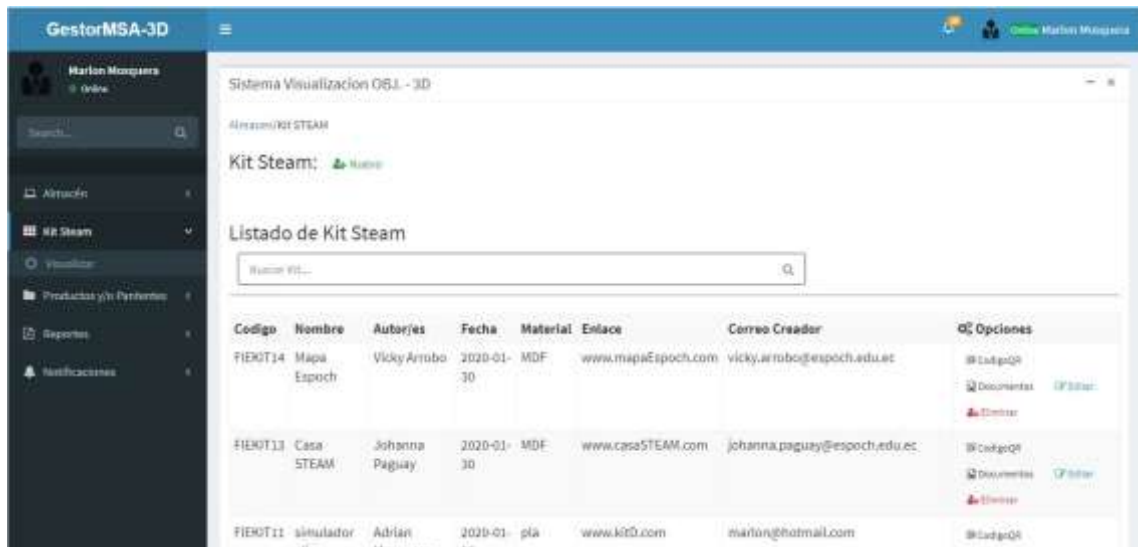 GestorMSA-3D
Online Marlon Mosquera
Marlon Mosquera
Online
Search...
Almacén
Kit Steam
Visualizar
Productos y/o Pantentes
Reportes
Notificaciones
Sistema Visualizacion OBJ. - 3D
Almacen/Kit STEAM
Kit Steam: Nuevo
Listado de Kit Steam
Buscar Kit...
Codigo Nombre Autor/es Fecha Material Enlace Correo Creador Opciones
FIEKIT14 Mapa Vicky Arrobo 2020-01- MDF www.mapaEspoch.com vicky.arrobo@espoch.edu.ec CodigoQR
Espoch 30
Documentos Editar
Eliminar
FIEKIT13 Casa Johanna 2020-01- MDF www.casaSTEAM.com johanna.paguay@espoch.edu.ec CodigoQR
STEAM Paguay 30
Documentos Editar
Eliminar
FIEKIT11 simulador Adrian 2020-01- pla www.kitD.com marlon@hotmail.com CodigoQR